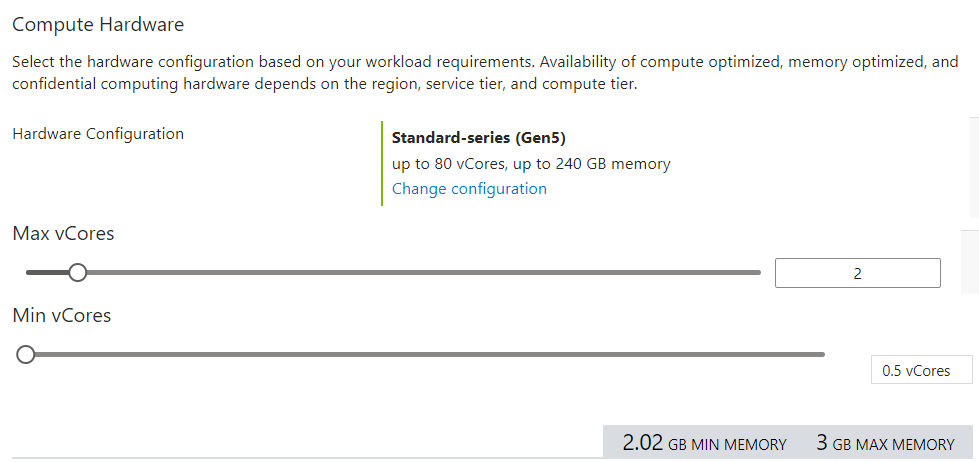 Compute Hardware
Select the hardware configuration based on your workload requirements. Availability of compute optimized, memory optimized, and
confidential computing hardware depends on the region, service tier, and compute tier.
Hardware Configuration
Standard-series (Gen5)
up to 80 vCores, up to 240 GB memory
Change configuration
Max vCores
2
Min vCores
0.5 vCores
2.02 GB MIN MEMORY 3 GB MAX MEMORY